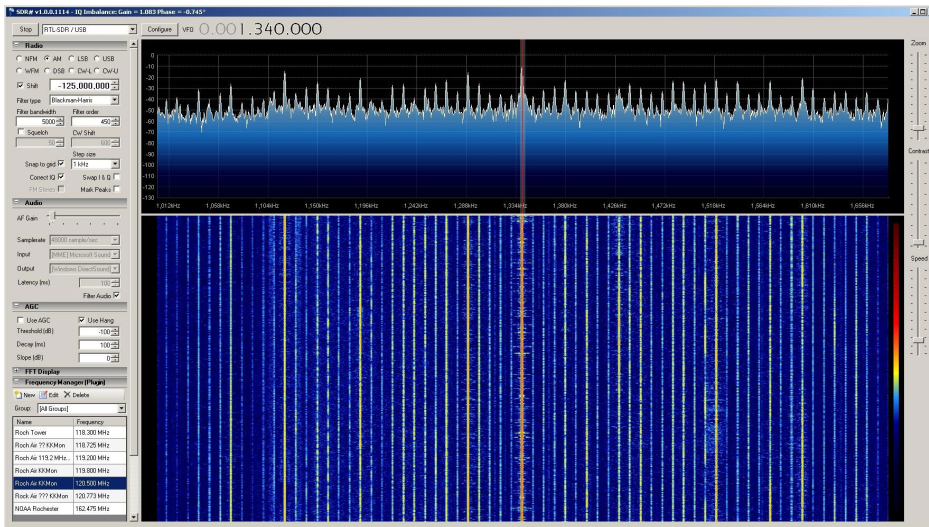 SDR# v1.0.0.1114 - IQ Imbalance: Gain = 1.083 Phase = -0.745°
Stop RTL-SDR / USB Configure VFO 0.001.340.000
Radio
NFM AM LSB USB
WFM DSB CW-L CW-U
Shift -125,000,000
Filter type Blackman-Harris
Filter bandwidth Filter order
5000 450
Squelch CW Shift
50 600
Step size
Snap to grid 1 kHz
Correct IQ Swap I & Q
FM Stereo Mark Peaks
Audio
AF Gain
Samplerate 48000 sample/sec
Input [MME] Microsoft Sound
Output [Windows DirectSound]
Latency (ms) 100
Filter Audio
AGC
Use AGC Use Hang
Threshold (dB) -100
Decay (ms) 100
Slope (dB) 0
FFT Display
Frequency Manager (Plugin)
New Edit Delete
Group: [All Groups]
Name Frequency
Roch Tower 118.300 MHz
Roch Air ?? KKMon 118.725 MHz
Roch Air 119.2 MHz... 119.200 MHz
Roch Air KKMon 119.800 MHz
Roch Air KKMon 120.500 MHz
Rock Air ??? KKMon 120.773 MHz
NOAA Rochester 162.475 MHz
0
-10
-20
-30
-40
-50
-60
-70
-80
-90
-100
-110
-120
-130
1,012kHz 1,058kHz 1,104kHz 1,150kHz 1,196kHz 1,242kHz 1,288kHz 1,334kHz 1,380kHz 1,426kHz 1,472kHz 1,518kHz 1,564kHz 1,610kHz 1,656kHz
Zoom
Contrast
Speed